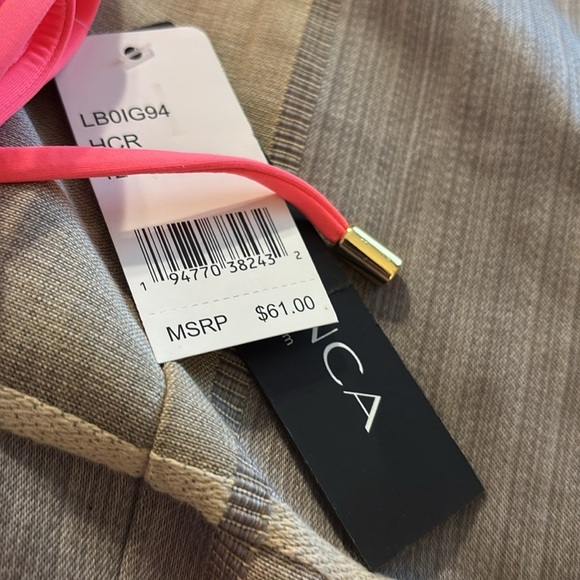 LB0IG94
HCR
1 94770 38243 2
MSRP $61.00
NCA
m